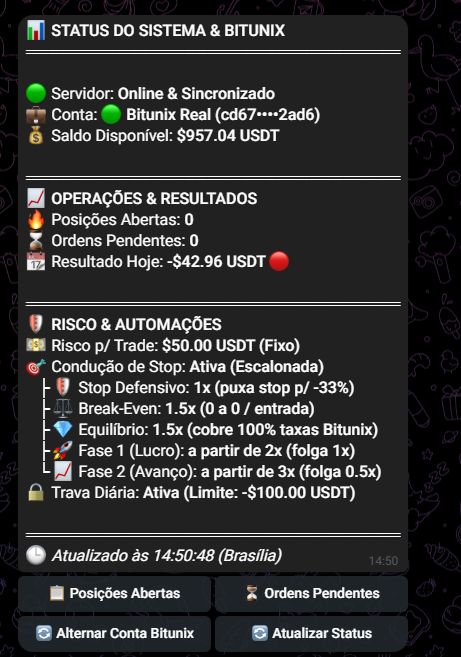 📊 STATUS DO SISTEMA & BITUNIX
🟢 Servidor: Online & Sincronizado
💼 Conta: 🟢 Bitunix Real (cd67••••2ad6)
💰 Saldo Disponível: $957.04 USDT
📈 OPERAÇÕES & RESULTADOS
🔥 Posições Abertas: 0
⏳ Ordens Pendentes: 0
📆 Resultado Hoje: -$42.96 USDT 🔴
🛡️ RISCO & AUTOMAÇÕES
💵 Risco p/ Trade: $50.00 USDT (Fixo)
🎯 Condução de Stop: Ativa (Escalonada)
├ 🛡️ Stop Defensivo: 1x (puxa stop p/ -33%)
├ ⚖️ Break-Even: 1.5x (0 a 0 / entrada)
├ 💎 Equilíbrio: 1.5x (cobre 100% taxas Bitunix)
├ 🚀 Fase 1 (Lucro): a partir de 2x (folga 1x)
└ 📈 Fase 2 (Avanço): a partir de 3x (folga 0.5x)
🔒 Trava Diária: Ativa (Limite: -$100.00 USDT)
🕒 Atualizado às 14:50:48 (Brasília)
14:50
📋 Posições Abertas
⏳ Ordens Pendentes
🔄 Alternar Conta Bitunix
🔄 Atualizar Status